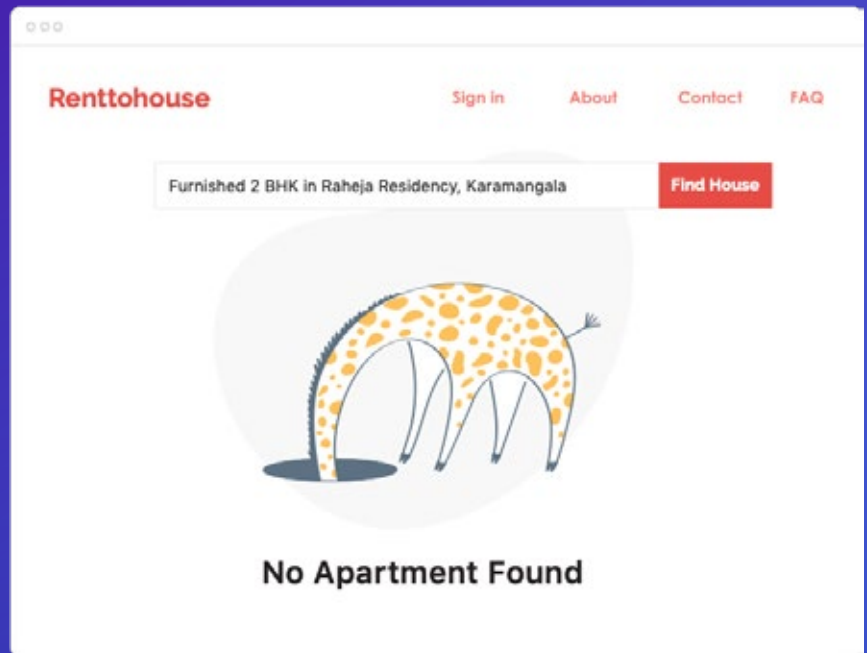 Renttohouse
Sign in About Contact FAQ
Furnished 2 BHK in Raheja Residency, Karamangala
Find House
No Apartment Found